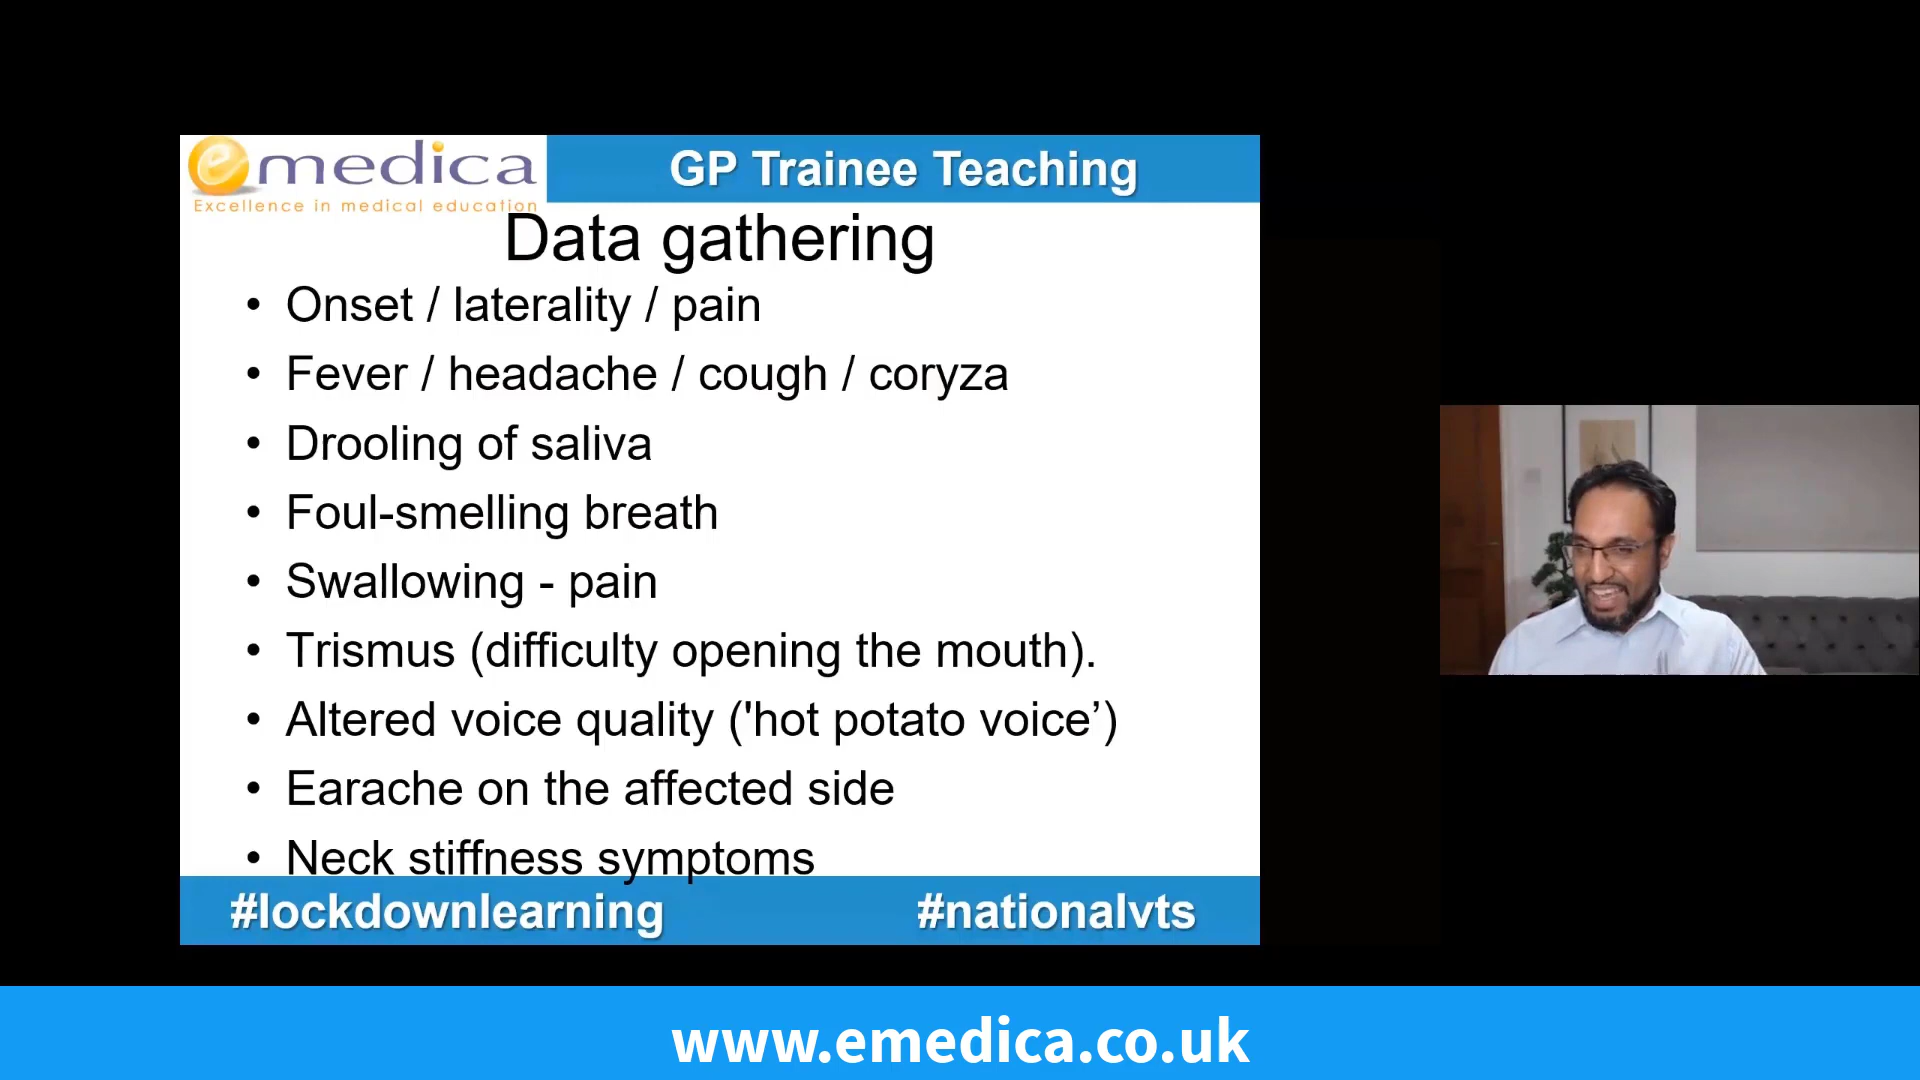 emedica
Excellence in medical education
GP Trainee Teaching
Data gathering
• Onset / laterality / pain
• Fever / headache / cough / coryza
• Drooling of saliva
• Foul-smelling breath
• Swallowing - pain
• Trismus (difficulty opening the mouth).
• Altered voice quality ('hot potato voice’)
• Earache on the affected side
• Neck stiffness symptoms
#lockdownlearning
#nationalvts
www.emedica.co.uk